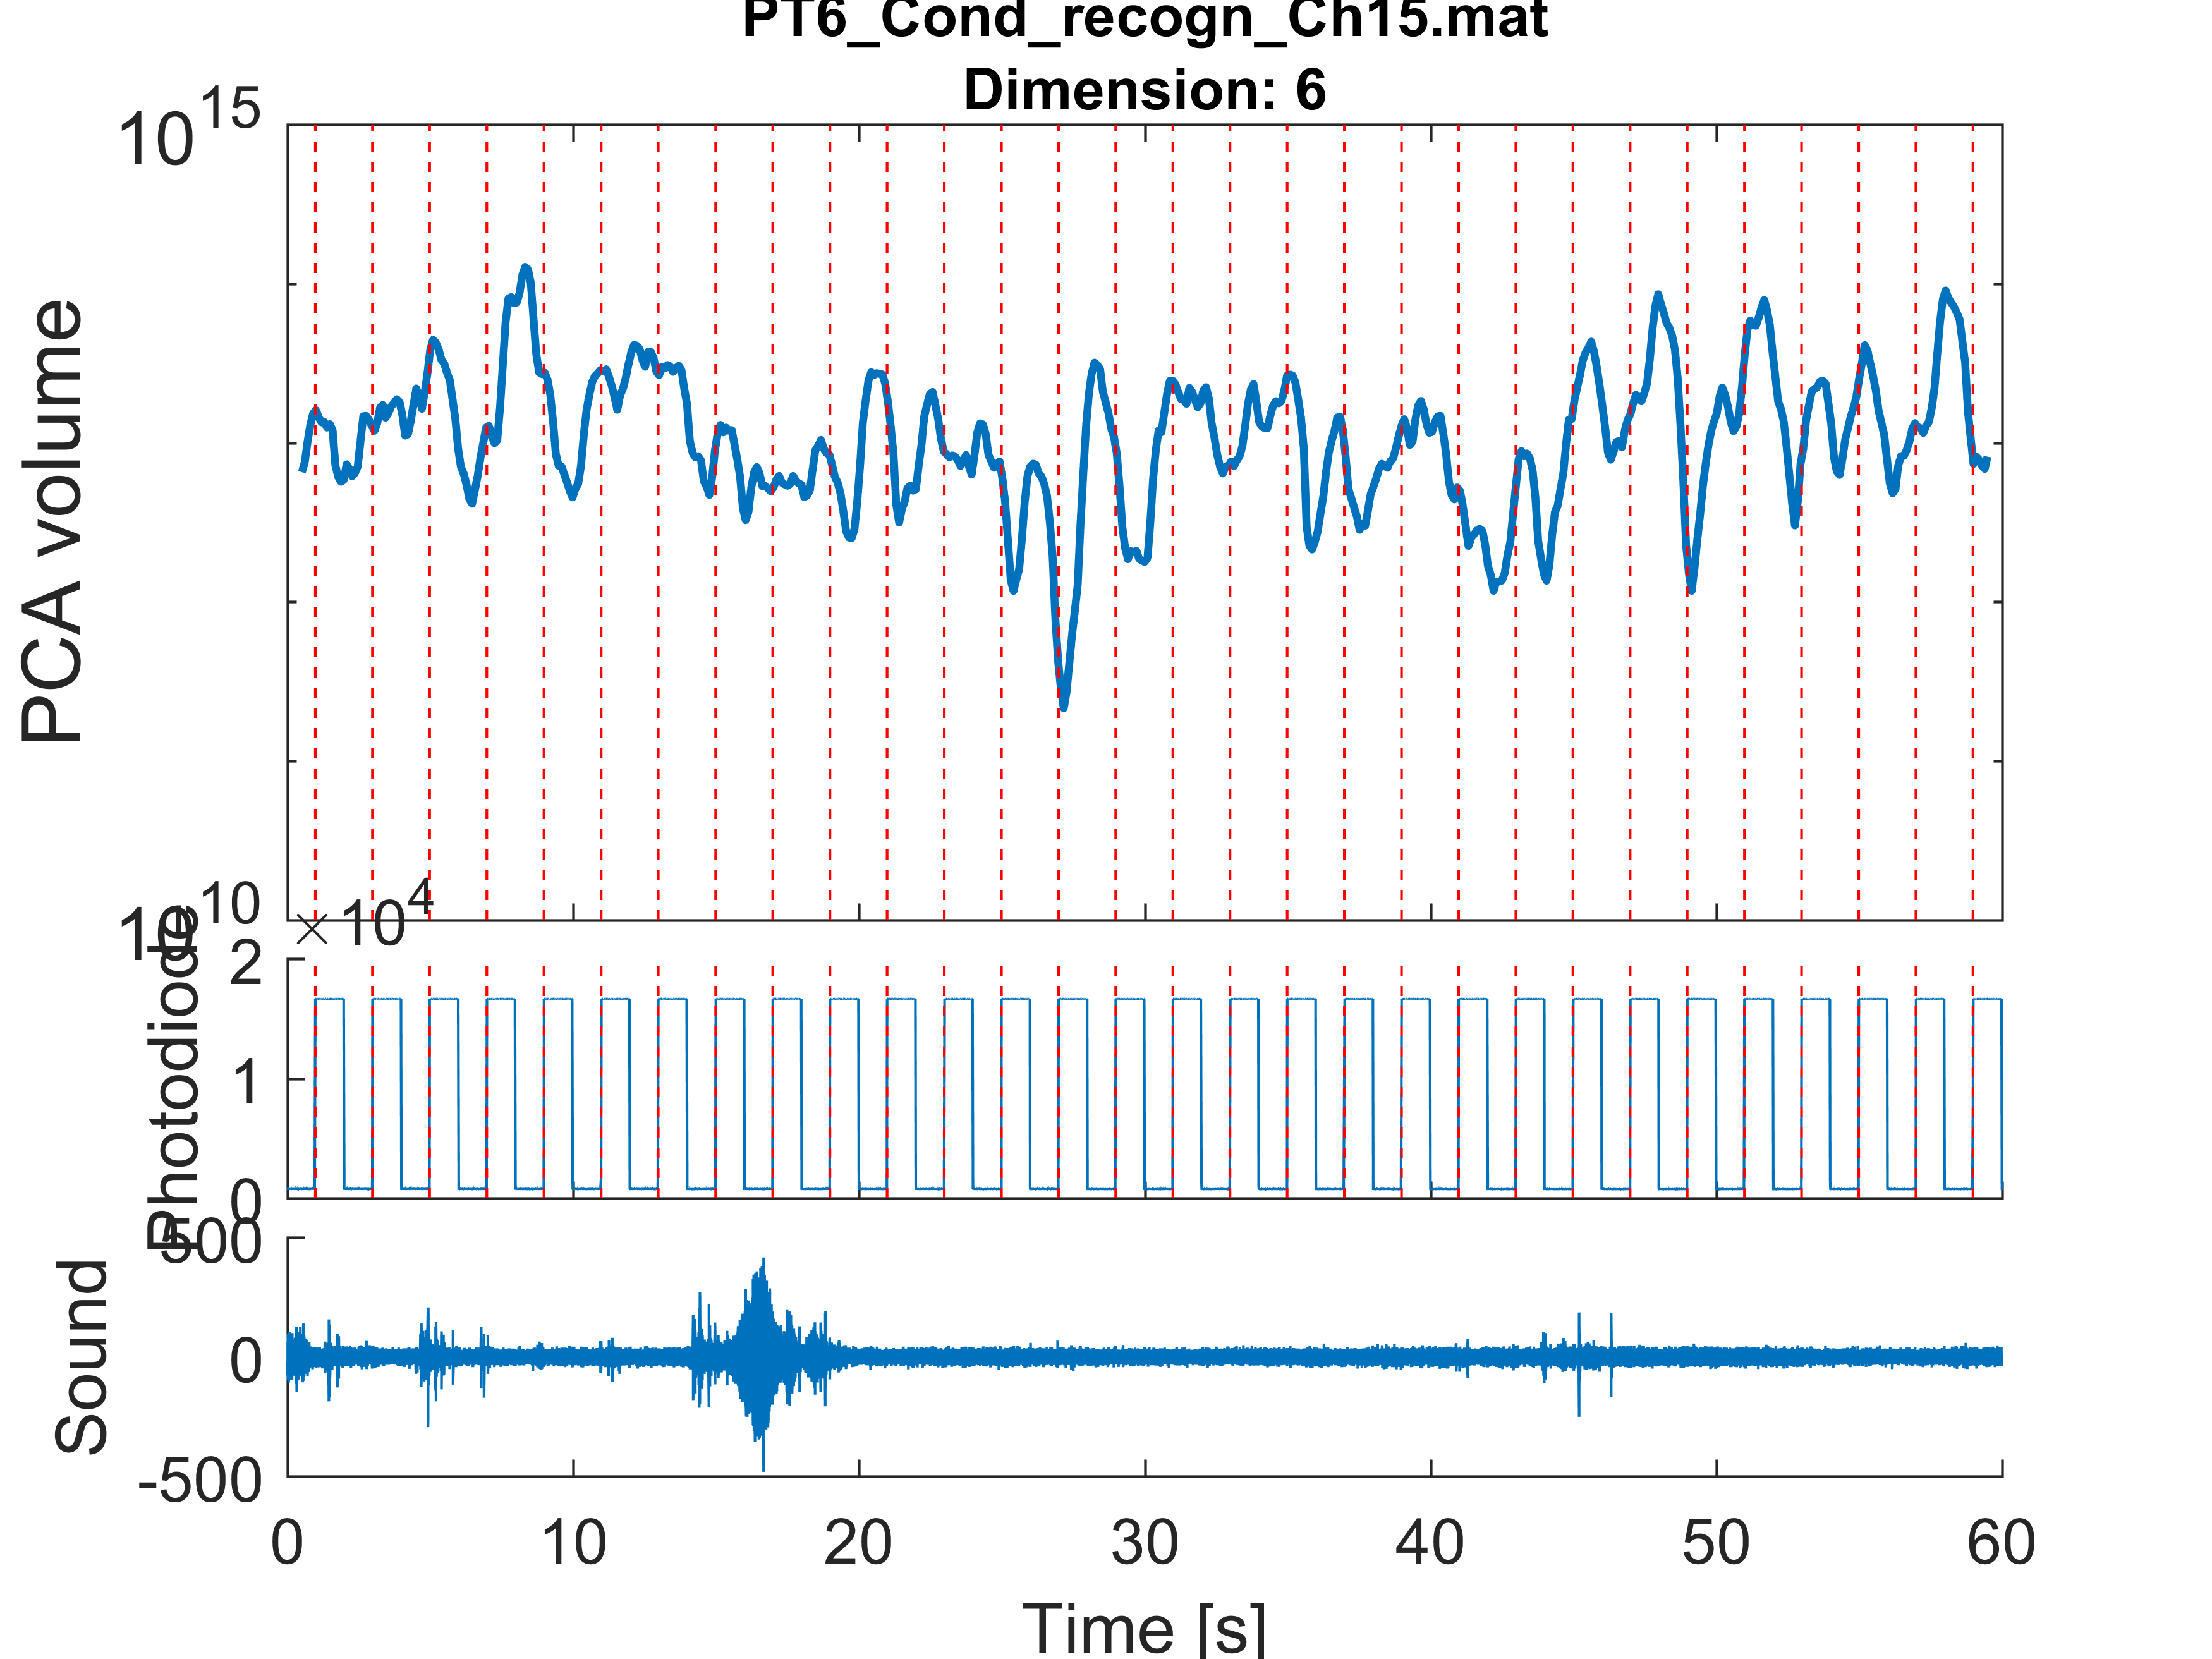 PT6_Cond_recogn_Ch15.mat
Dimension: 6
10^15
PCA volume
10^10
×10^4
Photodiode
2
1
0
Sound
500
0
-500
0 10 20 30 40 50 60
Time [s]